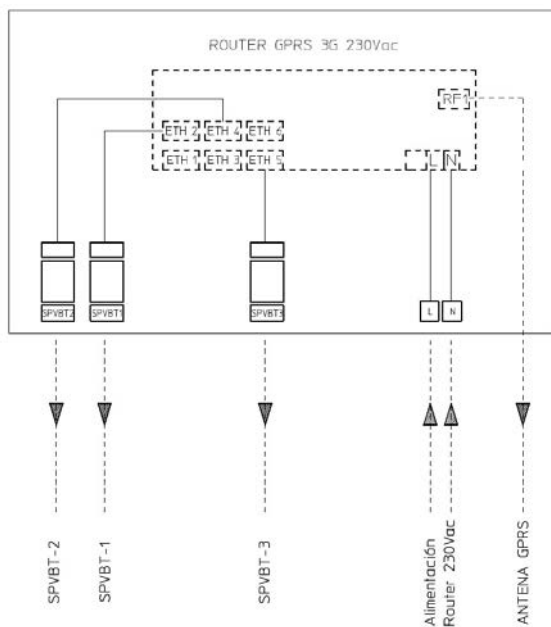 ROUTER GPRS 3G 230Vac
RF1
ETH 2 ETH 4 ETH 6
ETH 1 ETH 3 ETH 5
L N
SPVBT2
SPVBT1
SPVBT3
L
N
SPVBT-2
SPVBT-1
SPVBT-3
Alimentación
Router 230Vac
ANTENA GPRS